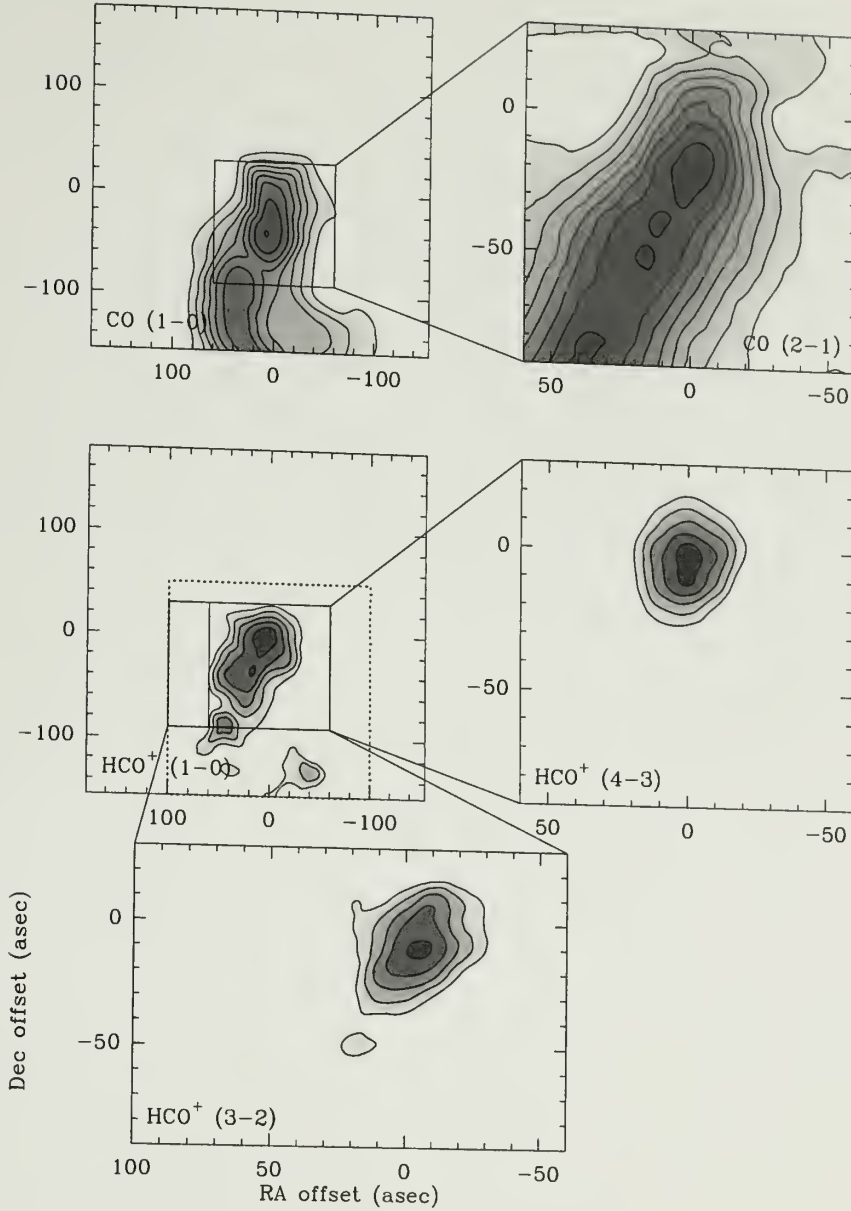 100
0
-100
CO (1-0)
100 0 -100
0
-50
CO (2-1)
50 0 -50
100
0
-100
HCO+ (1-0)
100 0 -100
0
-50
HCO+ (4-3)
50 0 -50
Dec offset (asec)
0
-50
HCO+ (3-2)
100 50 0 -50
RA offset (asec)